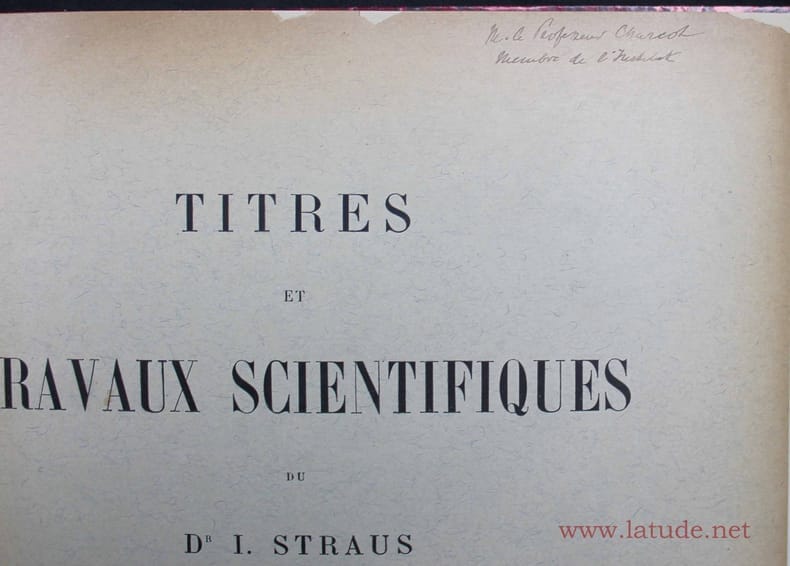 M. le Professeur Charcot
Membre de l'Institut
TITRES
ET
RAVAUX SCIENTIFIQUES
DU
DR I. STRAUS
www.latude.net